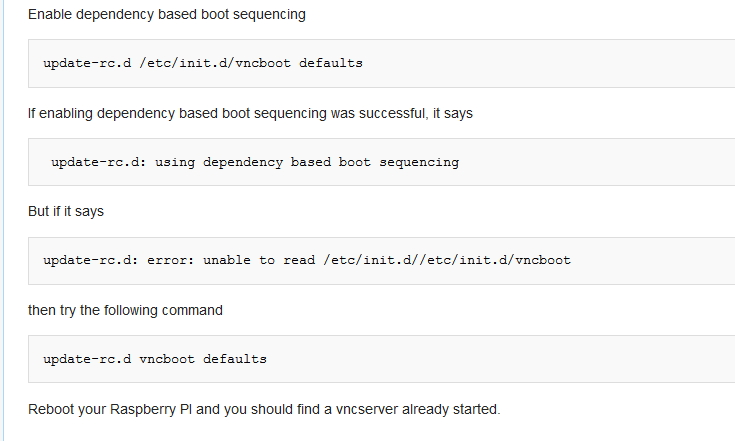 Enable dependency based boot sequencing
update-rc.d /etc/init.d/vncboot defaults
If enabling dependency based boot sequencing was successful, it says
update-rc.d: using dependency based boot sequencing
But if it says
update-rc.d: error: unable to read /etc/init.d//etc/init.d/vncboot
then try the following command
update-rc.d vncboot defaults
Reboot your Raspberry PI and you should find a vncserver already started.